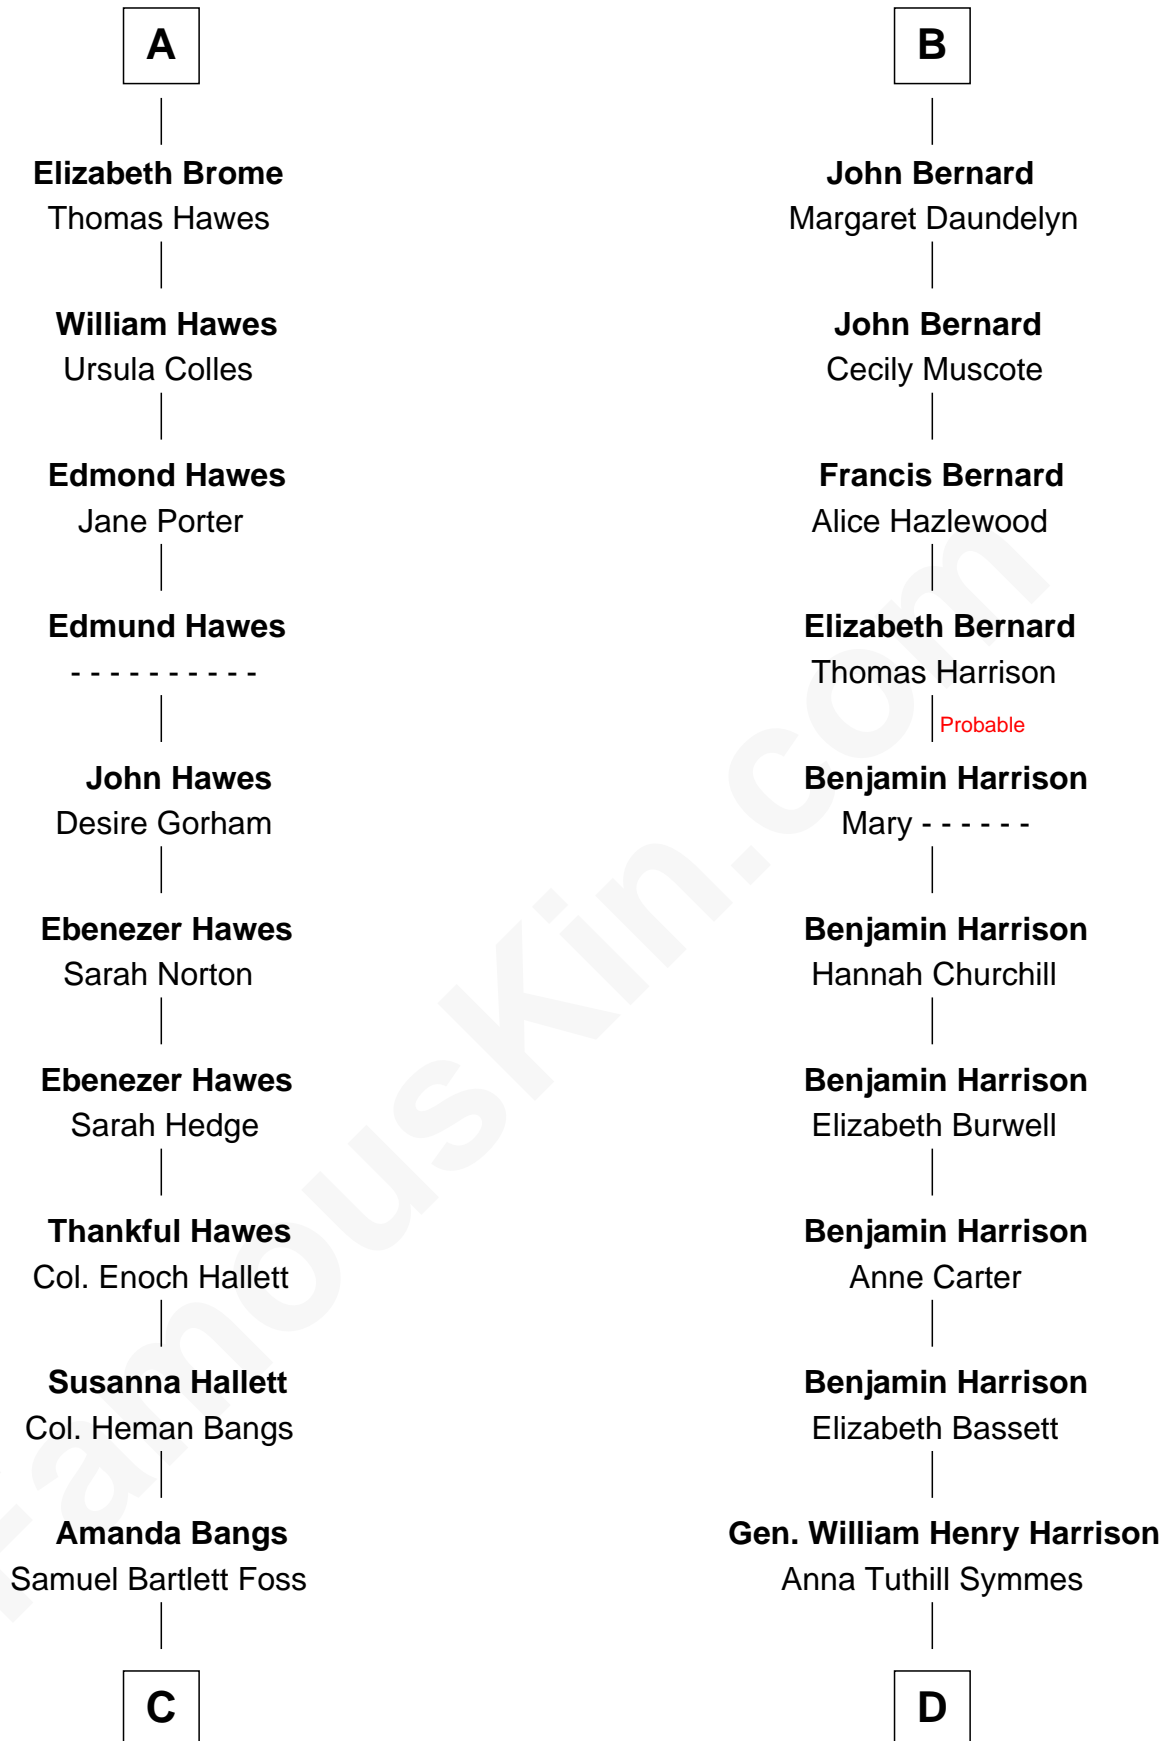 A
Elizabeth Brome
Thomas Hawes
William Hawes
Ursula Colles
Edmond Hawes
Jane Porter
Edmund Hawes
- - - - - - - - - -
John Hawes
Desire Gorham
Ebenezer Hawes
Sarah Norton
Ebenezer Hawes
Sarah Hedge
Thankful Hawes
Col. Enoch Hallett
Susanna Hallett
Col. Heman Bangs
Amanda Bangs
Samuel Bartlett Foss
C
B
John Bernard
Margaret Daundelyn
John Bernard
Cecily Muscote
Francis Bernard
Alice Hazlewood
Elizabeth Bernard
Thomas Harrison
Probable
Benjamin Harrison
Mary - - - - - -
Benjamin Harrison
Hannah Churchill
Benjamin Harrison
Elizabeth Burwell
Benjamin Harrison
Anne Carter
Benjamin Harrison
Elizabeth Bassett
Gen. William Henry Harrison
Anna Tuthill Symmes
D
FamousKin.com